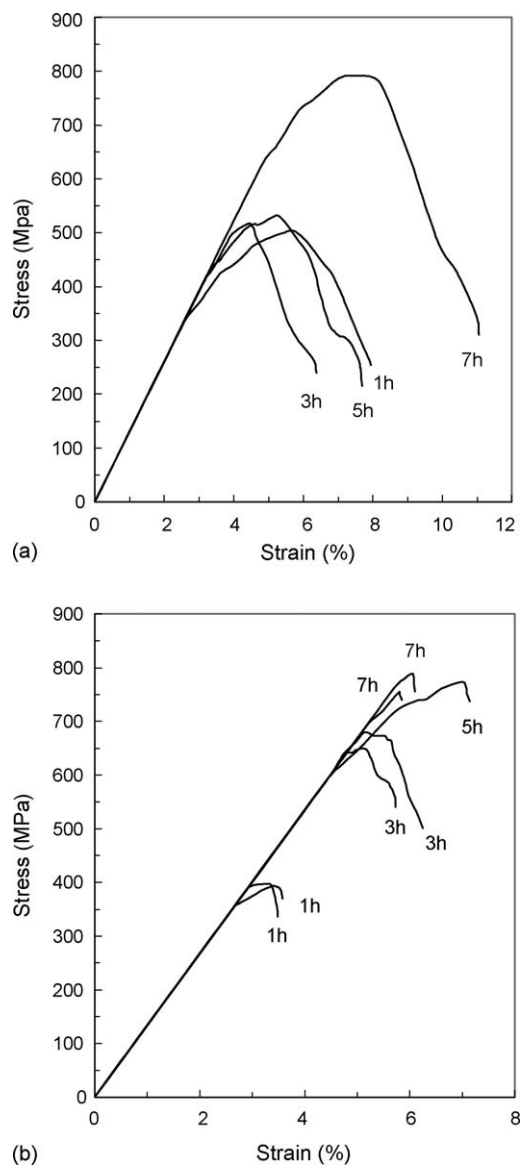 900
800
700
600
500
400
300
200
100
0
Stress (Mpa)
3h
5h
1h
7h
0 2 4 6 8 10 12
Strain (%)
(a)
900
800
700
600
500
400
300
200
100
0
Stress (MPa)
7h
7h
5h
3h
3h
1h
1h
0 2 4 6 8
Strain (%)
(b)